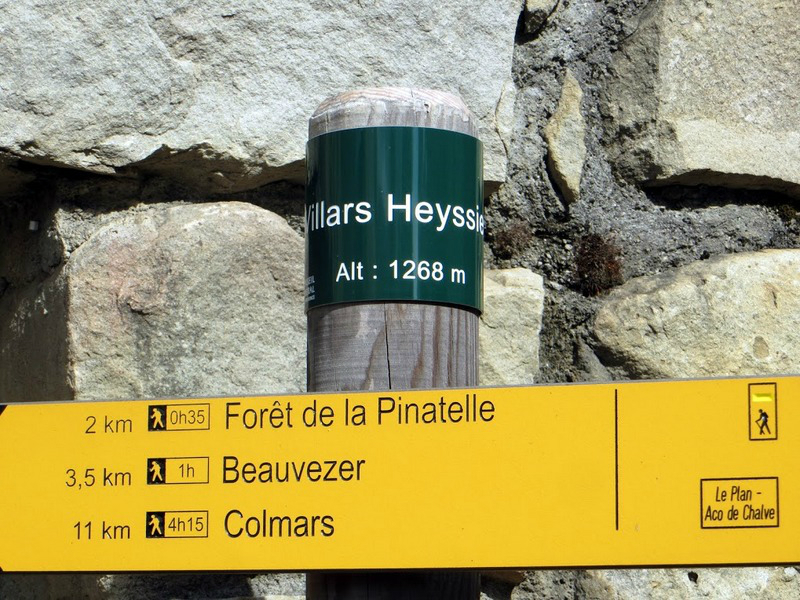 Villars Heyssie
Alt : 1268 m
2 km 0h35 Forêt de la Pinatelle
3,5 km 1h Beauvezer
11 km 4h15 Colmars
Le Plan -
Aco de Chalve